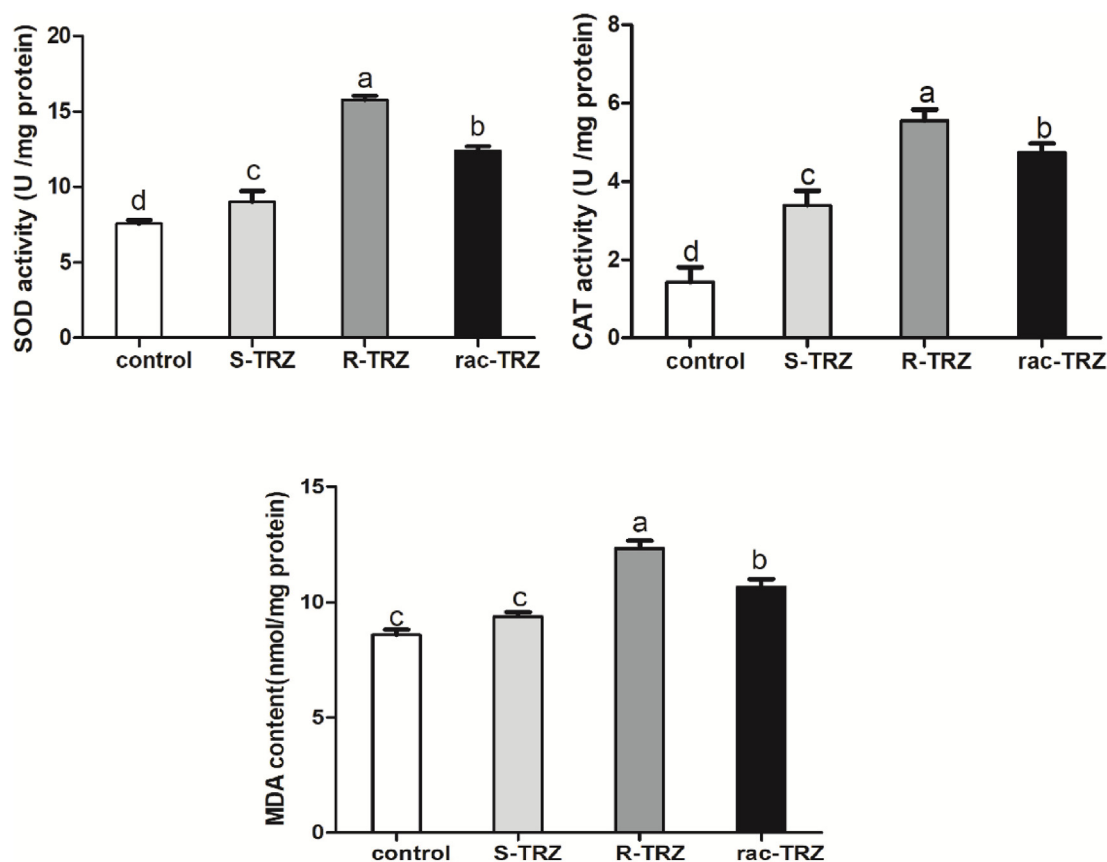 SOD activity (U /mg protein)
20
15
10
5
0
d
c
a
b
control S-TRZ R-TRZ rac-TRZ
CAT activity (U /mg protein)
8
6
4
2
0
d
c
a
b
control S-TRZ R-TRZ rac-TRZ
MDA content(nmol/mg protein)
15
10
5
0
c
c
a
b
control S-TRZ R-TRZ rac-TRZ